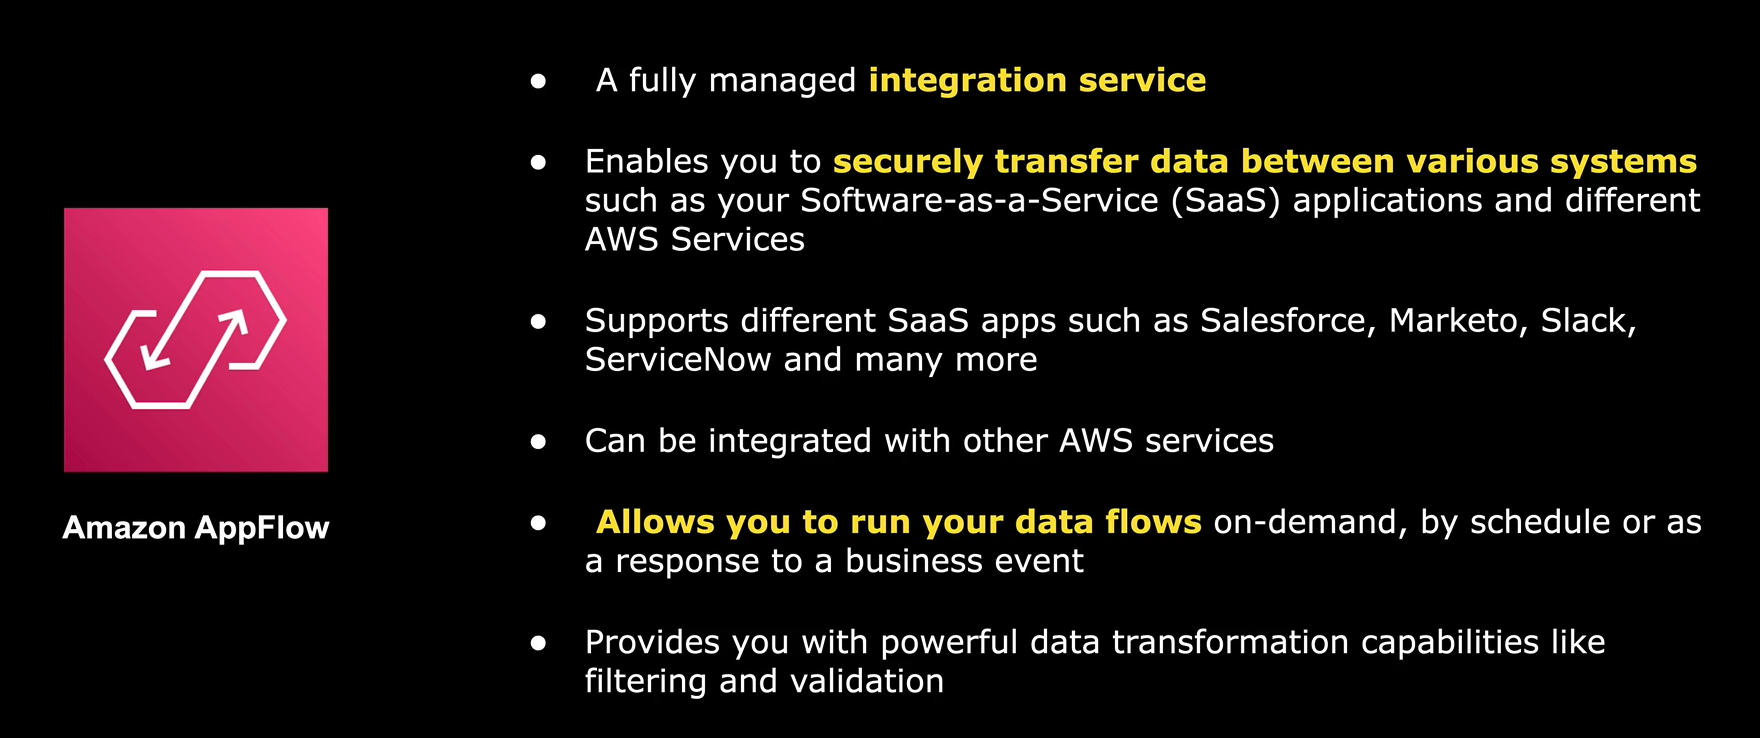 A fully managed integration service
Enables you to securely transfer data between various systems
such as your Software-as-a-Service (SaaS) applications and different
AWS Services
Supports different SaaS apps such as Salesforce, Marketo, Slack,
ServiceNow and many more
Can be integrated with other AWS services
Allows you to run your data flows on-demand, by schedule or as
a response to a business event
Provides you with powerful data transformation capabilities like
filtering and validation
Amazon AppFlow